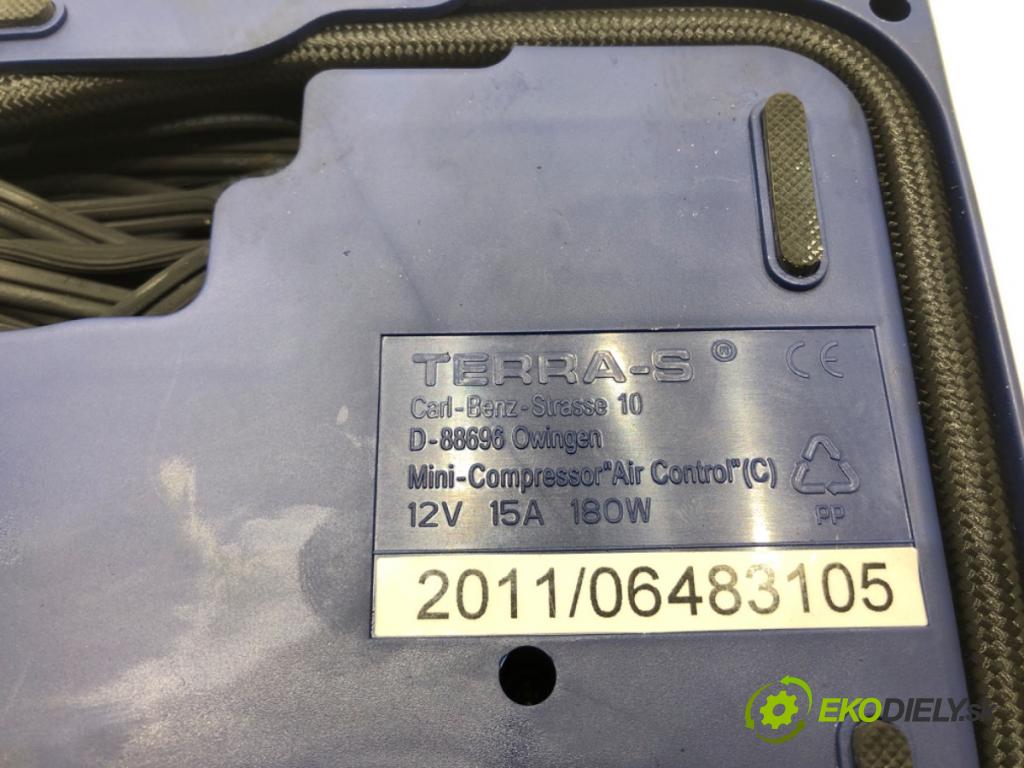 TERRA-S ®
CE
Carl-Benz-Strasse 10
D-88696 Owingen
Mini-Compressor"Air Control"(C)
12V 15A 180W
PP
2011/06483105
EKODIELY.sk